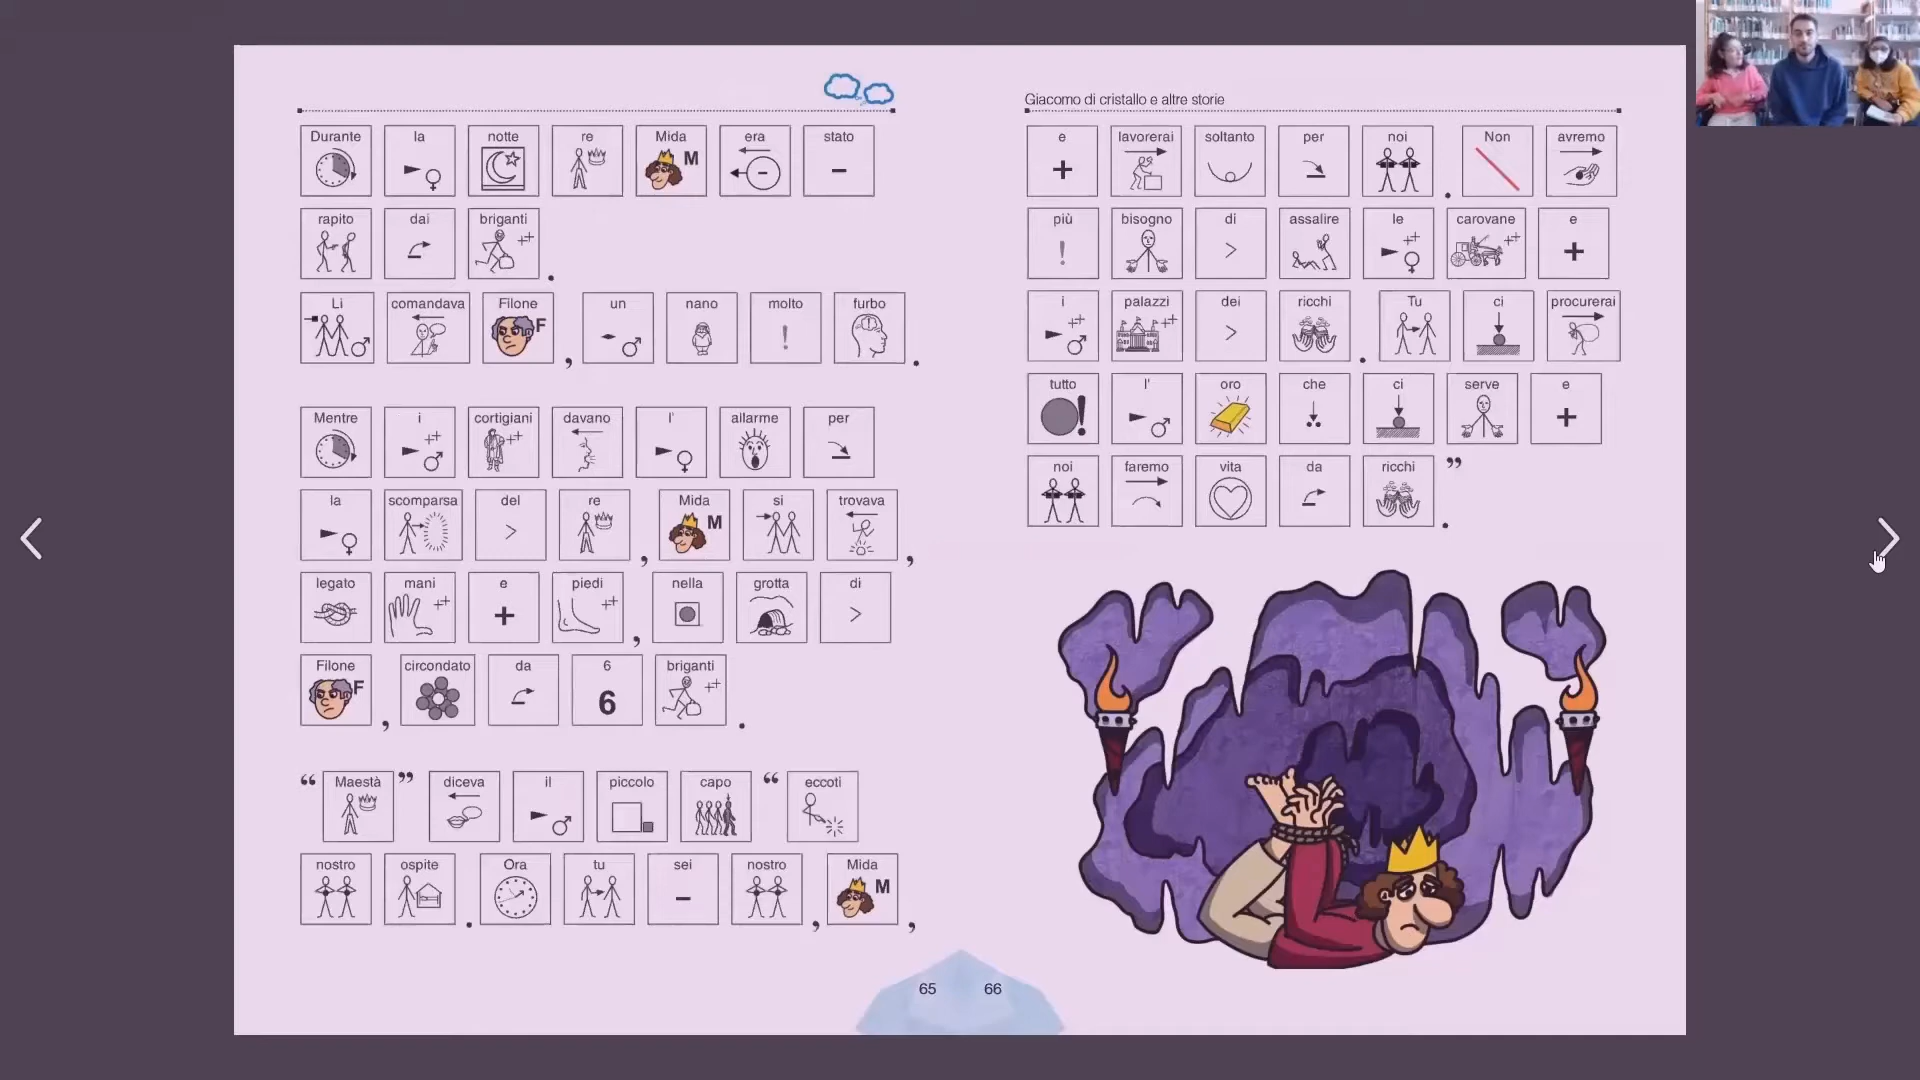 Durante la notte re Mida M era stato
rapito dai briganti .
Li comandava Filone F , un nano molto furbo .
Mentre i cortigiani davano l' allarme per
la scomparsa del re , Mida M si trovava ,
legato mani e piedi , nella grotta di
Filone F , circondato da 6 6 briganti .
“ Maestà ” diceva il piccolo capo “ eccoti
nostro ospite . Ora tu sei nostro , Mida M ,
65
Giacomo di cristallo e altre storie
e lavorerai soltanto per noi . Non avremo
più bisogno di assalire le carovane e
i palazzi dei ricchi . Tu ci procurerai
tutto l' oro che ci serve e
noi faremo vita da ricchi ” .
66